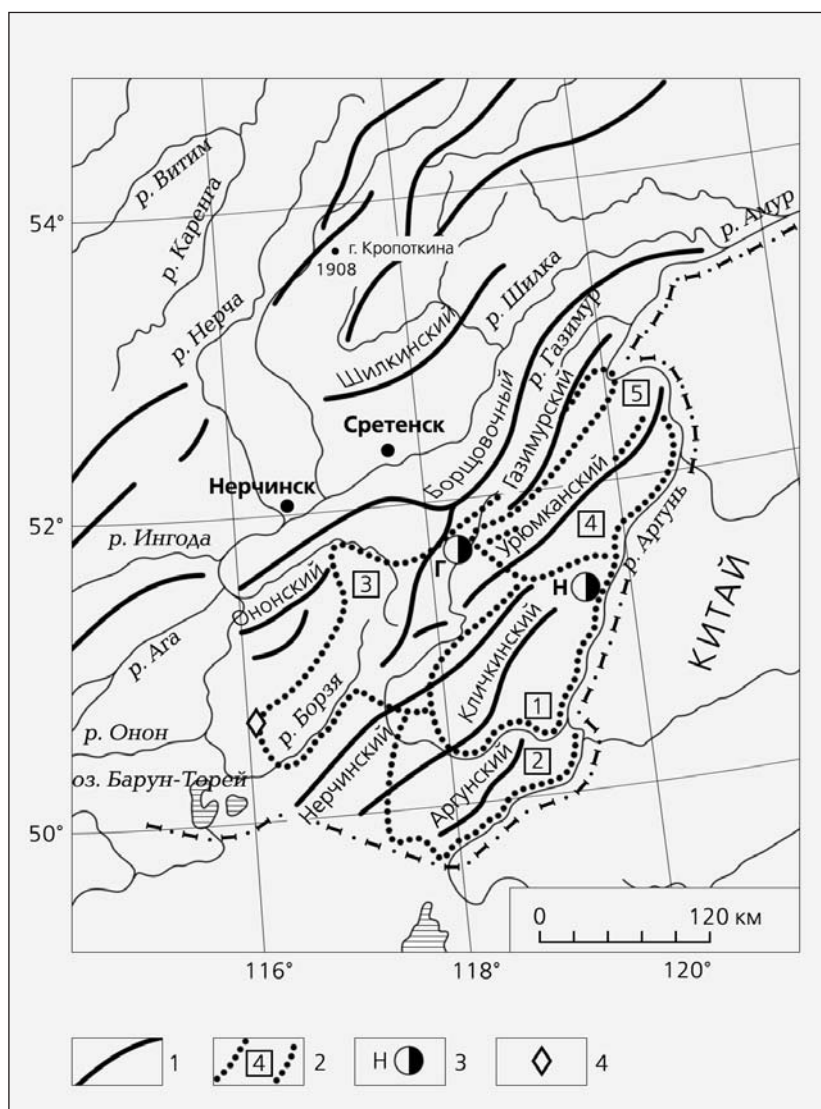 р. Витим
р. Каренга
54°
г. Кропоткина
1908
р. Амур
р. Шилка
р. Нерча
Шилкинский
р. Газимур
Сретенск
Борщовочный
Газимурский
5
Нерчинск
52°
р. Ингода
Урюмканский
4
р. Аргунь
Г
3
Н
Ононский
КИТАЙ
р. Ага
Кличкинский
р. Борзя
1
р. Онон
2
оз. Барун-Торей
Нерчинский
Аргунский
50°
0 120 км
116° 118° 120°
1 4 2 Н 3 4